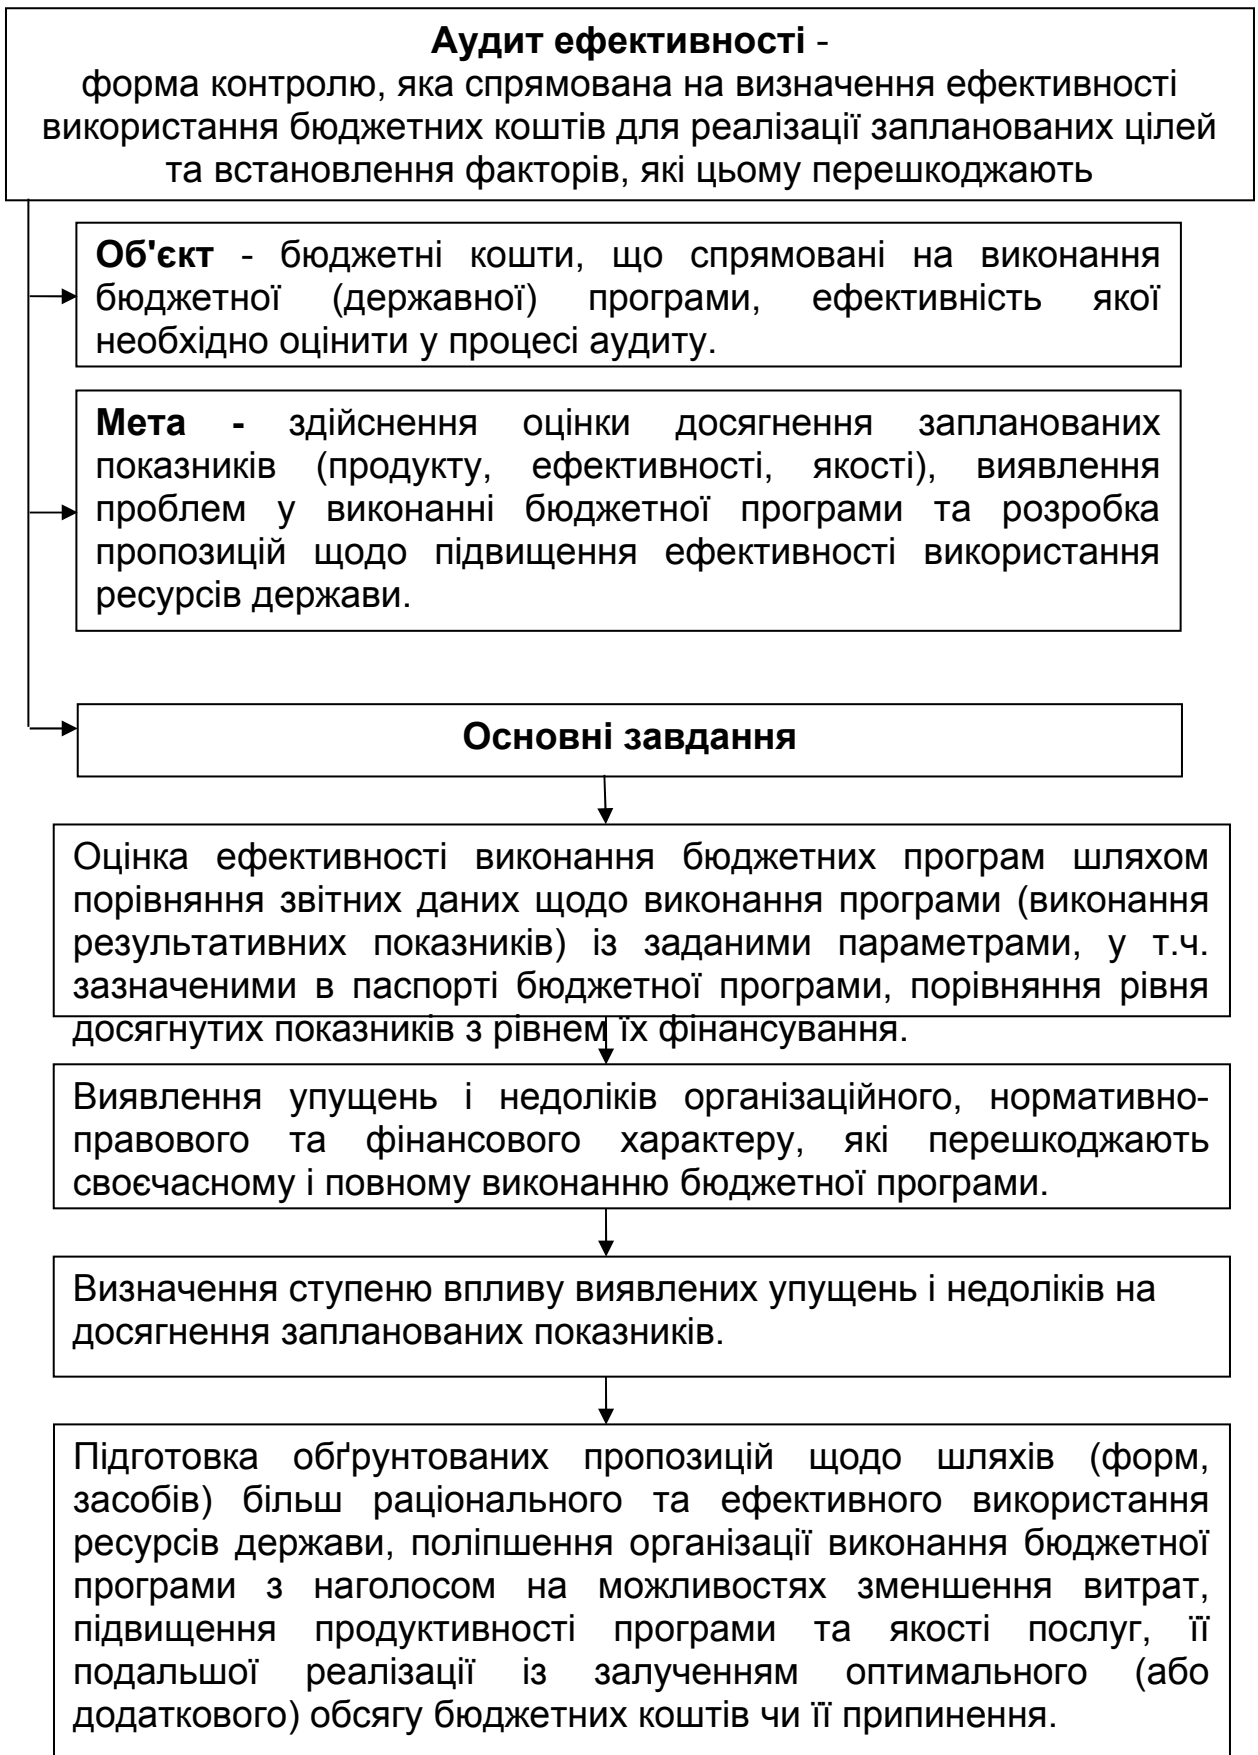 Аудит ефективності -
форма контролю, яка спрямована на визначення ефективності
використання бюджетних коштів для реалізації запланованих цілей
та встановлення факторів, які цьому перешкоджають
Об'єкт - бюджетні кошти, що спрямовані на виконання
бюджетної (державної) програми, ефективність якої
необхідно оцінити у процесі аудиту.
Мета - здійснення оцінки досягнення запланованих
показників (продукту, ефективності, якості), виявлення
проблем у виконанні бюджетної програми та розробка
пропозицій щодо підвищення ефективності використання
ресурсів держави.
Основні завдання
Оцінка ефективності виконання бюджетних програм шляхом
порівняння звітних даних щодо виконання програми (виконання
результативних показників) із заданими параметрами, у т.ч.
зазначеними в паспорті бюджетної програми, порівняння рівня
досягнутих показників з рівнем їх фінансування.
Виявлення упущень і недоліків організаційного, нормативно-
правового та фінансового характеру, які перешкоджають
своєчасному і повному виконанню бюджетної програми.
Визначення ступеню впливу виявлених упущень і недоліків на
досягнення запланованих показників.
Підготовка обґрунтованих пропозицій щодо шляхів (форм,
засобів) більш раціонального та ефективного використання
ресурсів держави, поліпшення організації виконання бюджетної
програми з наголосом на можливостях зменшення витрат,
підвищення продуктивності програми та якості послуг, її
подальшої реалізації із залученням оптимального (або
додаткового) обсягу бюджетних коштів чи її припинення.